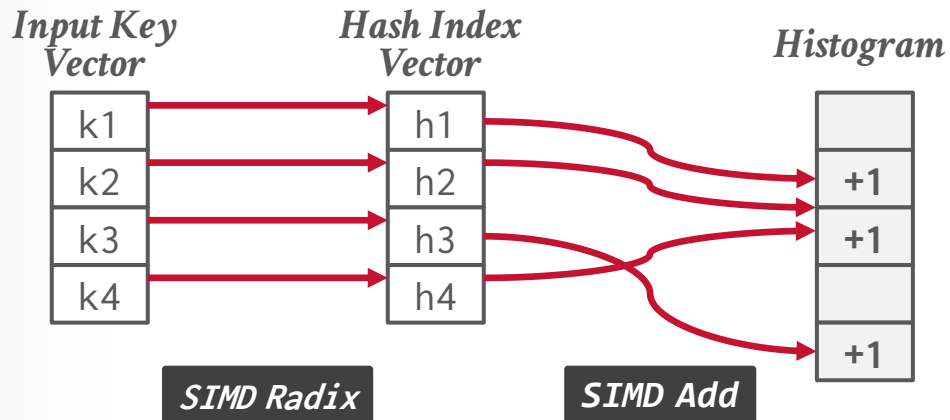 Input Key
Vector
Hash Index
Vector
Histogram
k1
k2
k3
k4
h1
h2
h3
h4
+1
+1
+1
SIMD Radix
SIMD Add